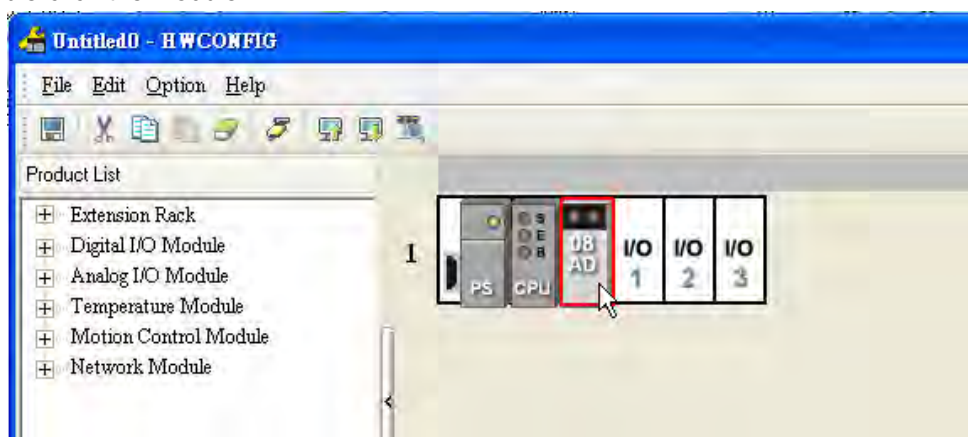 Untitled0 - HWCONFIG
File Edit Option Help
Product List
Extension Rack
Digital I/O Module
Analog I/O Module
Temperature Module
Motion Control Module
Network Module
1
PS
CPU
08
AD
I/O
1
I/O
2
I/O
3